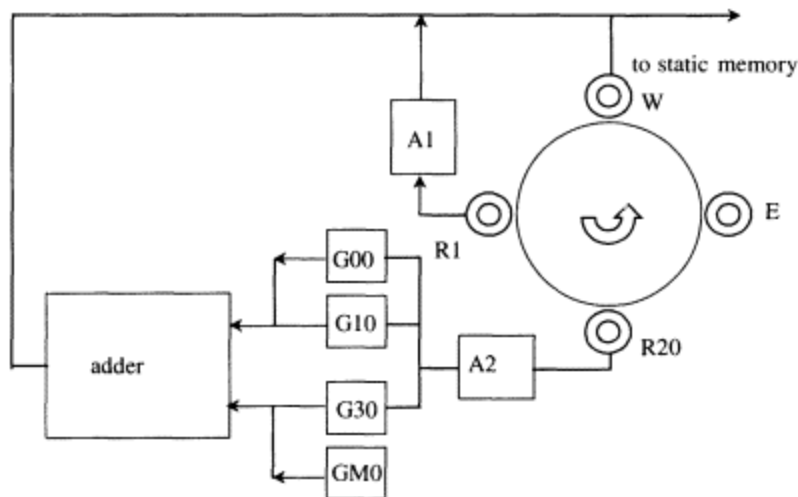 to static memory
W
A1
E
R1
G00
G10
R20
adder
A2
G30
GM0